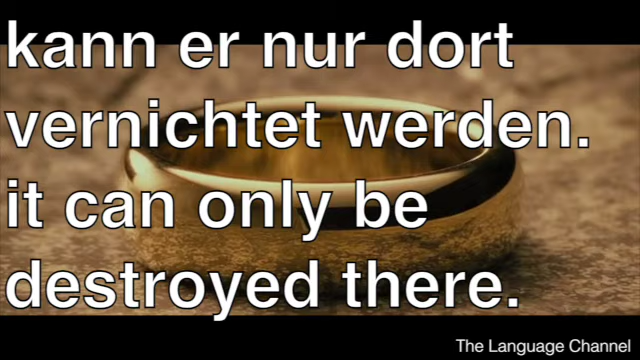 kann er nur dort
vernichtet werden.
it can only be
destroyed there.
The Language Channel